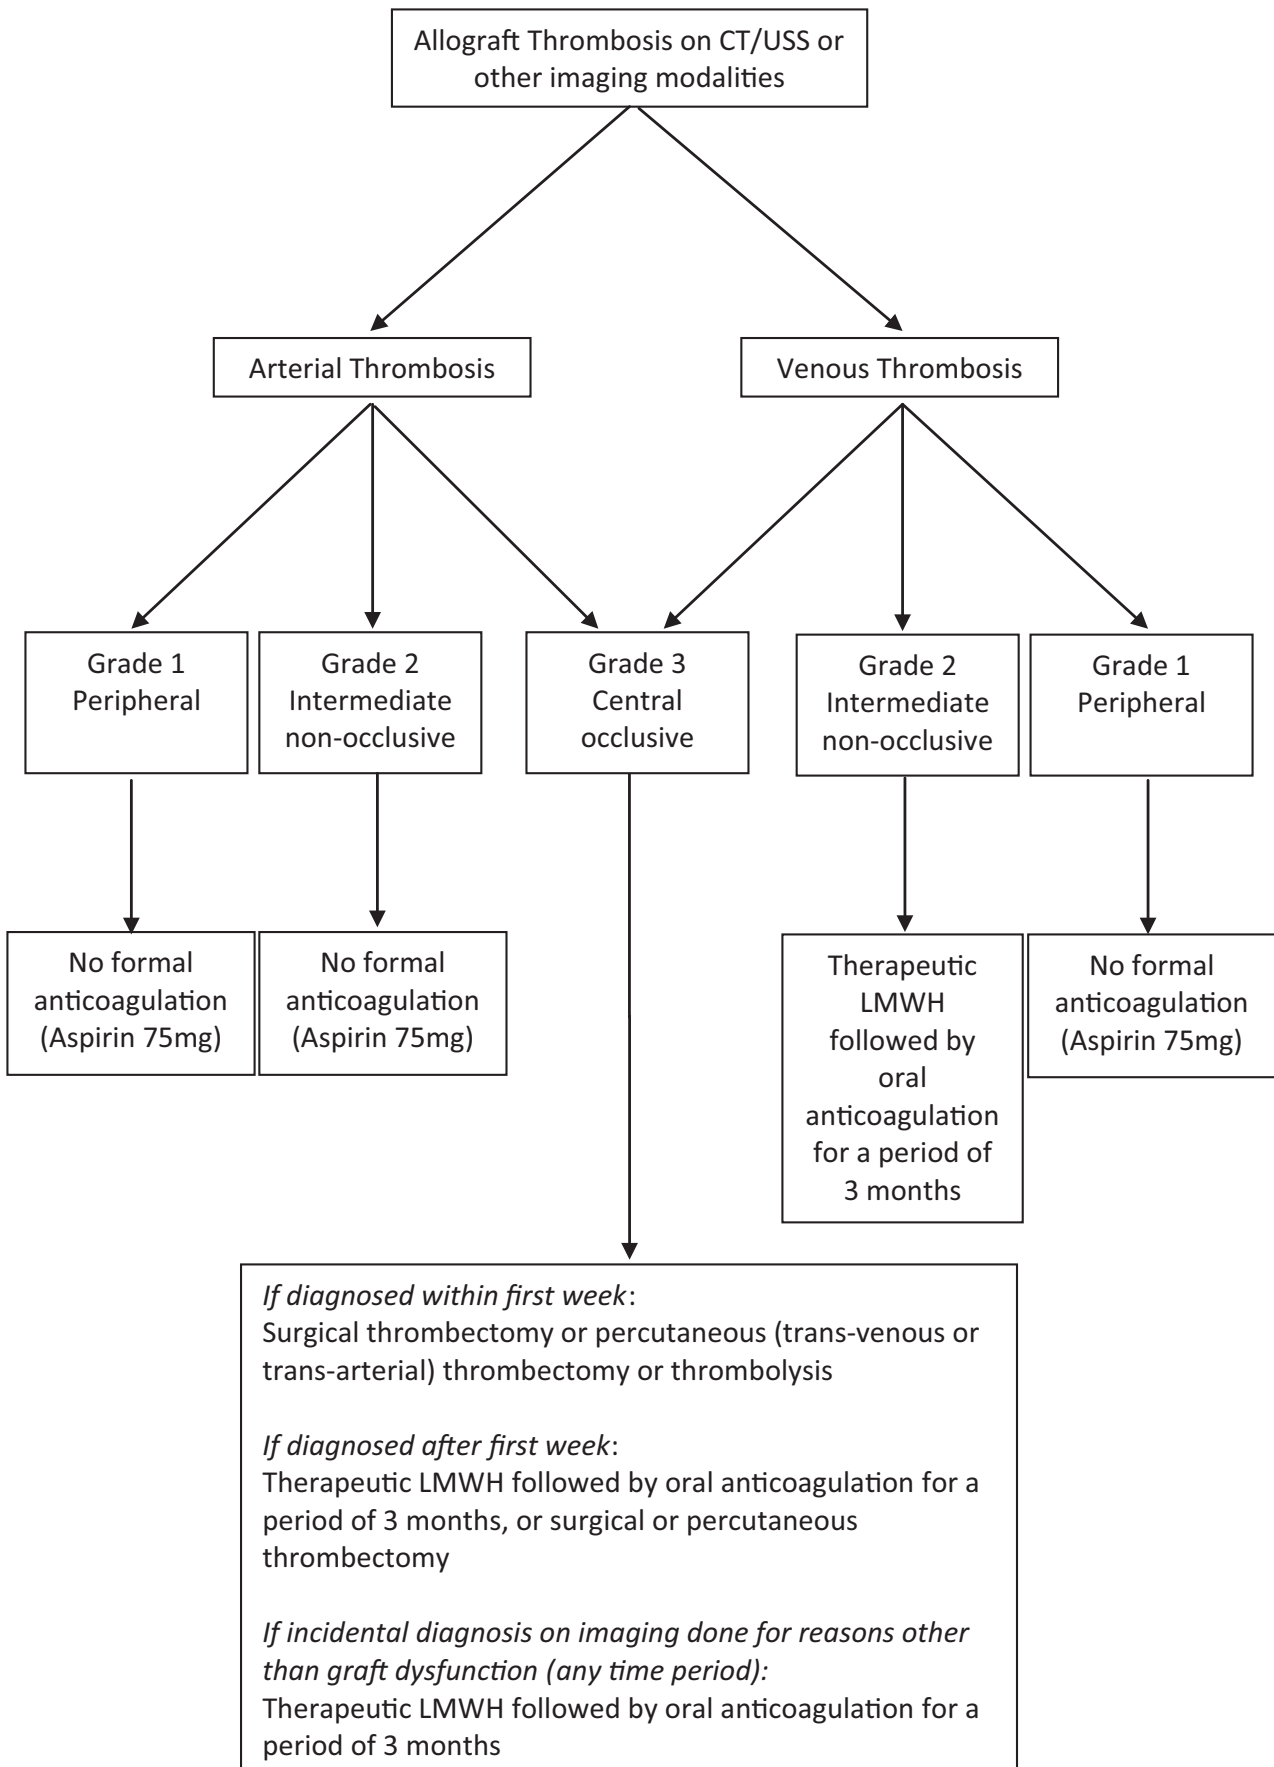 Allograft Thrombosis on CT/USS or
other imaging modalities
Arterial Thrombosis
Venous Thrombosis
Grade 1
Peripheral
Grade 2
Intermediate
non-occlusive
Grade 3
Central
occlusive
Grade 2
Intermediate
non-occlusive
Grade 1
Peripheral
No formal
anticoagulation
(Aspirin 75mg)
No formal
anticoagulation
(Aspirin 75mg)
Therapeutic
LMWH
followed by
oral
anticoagulation
for a period of
3 months
No formal
anticoagulation
(Aspirin 75mg)
If diagnosed within first week:
Surgical thrombectomy or percutaneous (trans-venous or
trans-arterial) thrombectomy or thrombolysis
If diagnosed after first week:
Therapeutic LMWH followed by oral anticoagulation for a
period of 3 months, or surgical or percutaneous
thrombectomy
If incidental diagnosis on imaging done for reasons other
than graft dysfunction (any time period):
Therapeutic LMWH followed by oral anticoagulation for a
period of 3 months